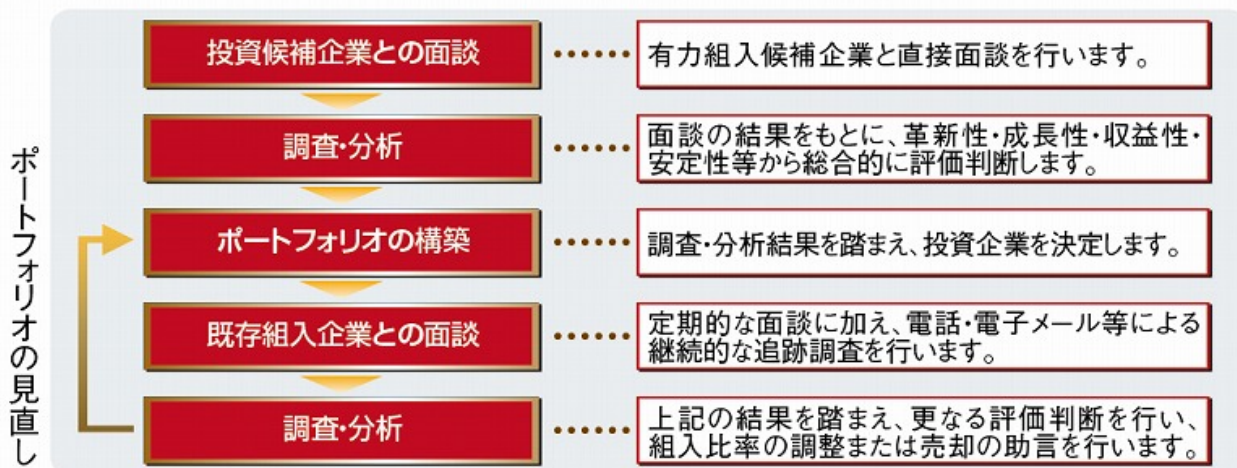 投資候補企業との面談
有力組入候補企業と直接面談を行います。
調査・分析
面談の結果をもとに、革新性・成長性・収益性・
安定性等から総合的に評価判断します。
ポートフォリオの構築
調査・分析結果を踏まえ、投資企業を決定します。
既存組入企業との面談
定期的な面談に加え、電話・電子メール等による
継続的な追跡調査を行います。
調査・分析
上記の結果を踏まえ、更なる評価判断を行い、
組入比率の調整または売却の助言を行います。
ポートフォリオの見直し